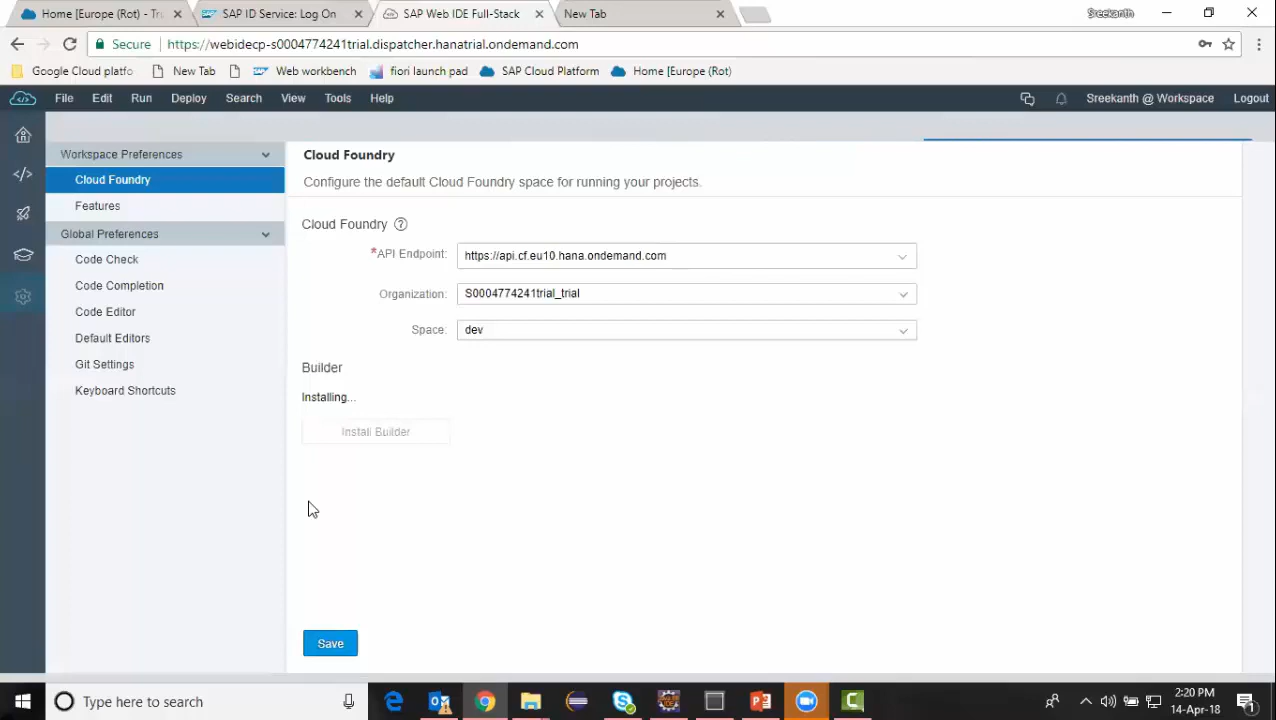 Home [Europe (Rot) - Tru
SAP ID Service: Log On
SAP Web IDE Full-Stack
New Tab
Sreekanth
Secure
https://webidecp-s0004774241trial.dispatcher.hanatrial.ondemand.com
Google Cloud platfo
New Tab
Web workbench
fiori launch pad
SAP Cloud Platform
Home [Europe (Rot)
File Edit Run Deploy Search View Tools Help
Sreekanth @ Workspace
Logout
Workspace Preferences
Cloud Foundry
Features
Global Preferences
Code Check
Code Completion
Code Editor
Default Editors
Git Settings
Keyboard Shortcuts
Cloud Foundry
Configure the default Cloud Foundry space for running your projects.
Cloud Foundry ?
*API Endpoint: https://api.cf.eu10.hana.ondemand.com
Organization: S0004774241trial_trial
Space: dev
Builder
Installing...
Install Builder
Save
Type here to search
2:20 PM
14-Apr-18